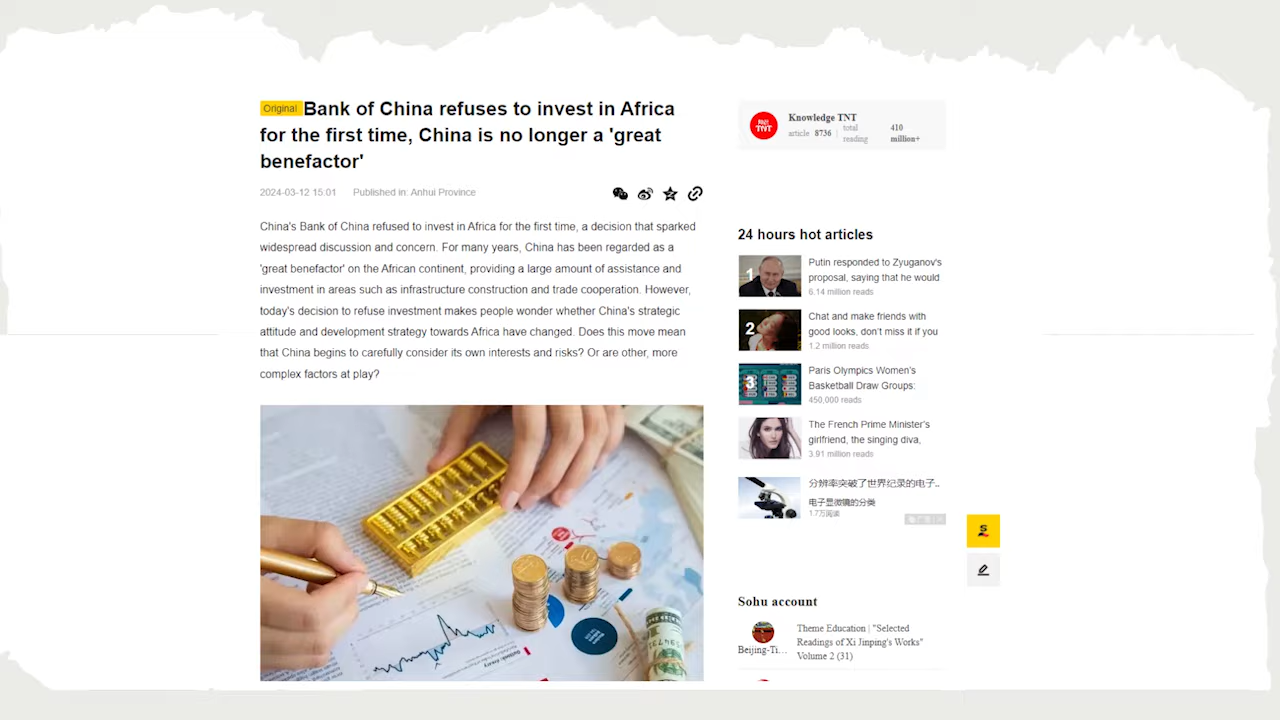 Original Bank of China refuses to invest in Africa
for the first time, China is no longer a 'great
benefactor'
2024-03-12 15:01 Published in: Anhui Province
China's Bank of China refused to invest in Africa for the first time, a decision that sparked
widespread discussion and concern. For many years, China has been regarded as a
'great benefactor' on the African continent, providing a large amount of assistance and
investment in areas such as infrastructure construction and trade cooperation. However,
today's decision to refuse investment makes people wonder whether China's strategic
attitude and development strategy towards Africa have changed. Does this move mean
that China begins to carefully consider its own interests and risks? Or are other, more
complex factors at play?
TNT
Knowledge TNT
article 8736 | total reading 410 million+
24 hours hot articles
1
Putin responded to Zyuganov's
proposal, saying that he would
6.14 million reads
2
Chat and make friends with
good looks, don't miss it if you
1.2 million reads
3
Paris Olympics Women's
Basketball Draw Groups:
450,000 reads
The French Prime Minister's
girlfriend, the singing diva,
3.91 million reads
分辨率突破了世界纪录的电子..
电子显微镜的分类
1.7万阅读
Sohu account
Beijing-Ti...
Theme Education | "Selected
Readings of Xi Jinping's Works"
Volume 2 (31)